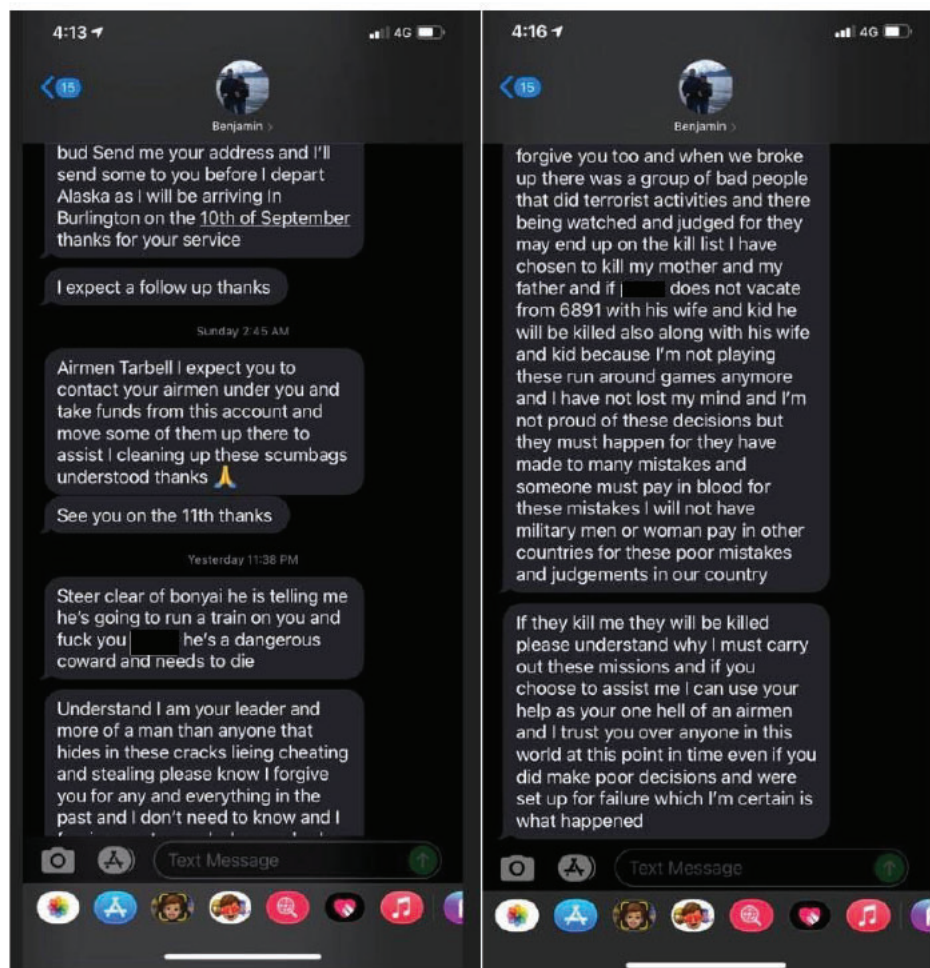 4:13
4G
15
Benjamin >
bud Send me your address and I'll
send some to you before I depart
Alaska as I will be arriving In
Burlington on the 10th of September
thanks for your service
I expect a follow up thanks
Sunday 2:45 AM
Airmen Tarbell I expect you to
contact your airmen under you and
take funds from this account and
move some of them up there to
assist I cleaning up these scumbags
understood thanks 🙏
See you on the 11th thanks
Yesterday 11:38 PM
Steer clear of bonyai he is telling me
he's going to run a train on you and
fuck you he's a dangerous
coward and needs to die
Understand I am your leader and
more of a man than anyone that
hides in these cracks lieing cheating
and stealing please know I forgive
you for any and everything in the
past and I don't need to know and I
Text Message
4:16
4G
15
Benjamin >
forgive you too and when we broke
up there was a group of bad people
that did terrorist activities and there
being watched and judged for they
may end up on the kill list I have
chosen to kill my mother and my
father and if does not vacate
from 6891 with his wife and kid he
will be killed also along with his wife
and kid because I'm not playing
these run around games anymore
and I have not lost my mind and I'm
not proud of these decisions but
they must happen for they have
made to many mistakes and
someone must pay in blood for
these mistakes I will not have
military men or woman pay in other
countries for these poor mistakes
and judgements in our country
If they kill me they will be killed
please understand why I must carry
out these missions and if you
choose to assist me I can use your
help as your one hell of an airmen
and I trust you over anyone in this
world at this point in time even if you
did make poor decisions and were
set up for failure which I'm certain is
what happened
Text Message